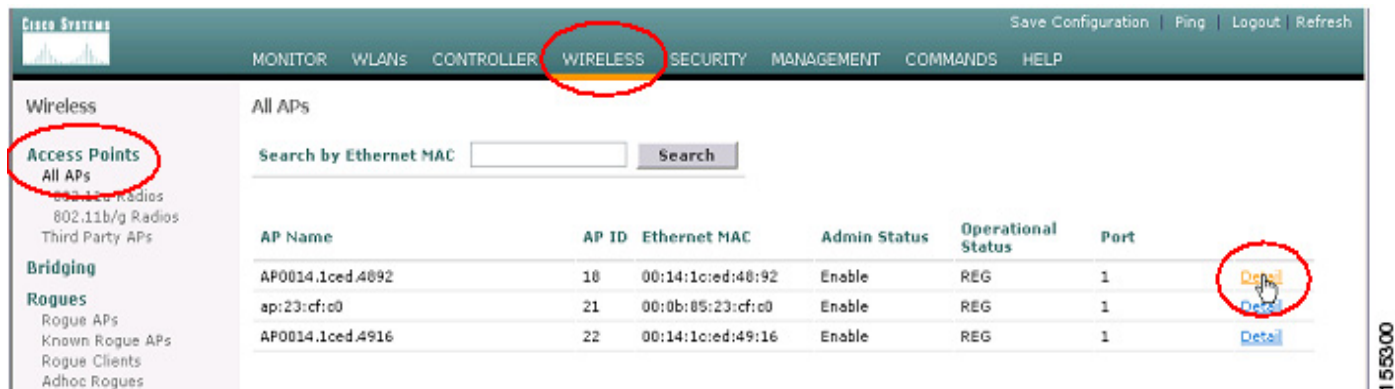 CISCO SYSTEMS
Save Configuration | Ping | Logout | Refresh
MONITOR WLANs CONTROLLER WIRELESS SECURITY MANAGEMENT COMMANDS HELP
Wireless
Access Points
All APs
802.11a Radios
802.11b/g Radios
Third Party APs
Bridging
Rogues
Rogue APs
Known Rogue APs
Rogue Clients
Adhoc Rogues
All APs
Search by Ethernet MAC Search
AP Name AP ID Ethernet MAC Admin Status Operational Status Port
AP0014.1ced.4892 18 00:14:1c:ed:48:92 Enable REG 1 Detail
ap:23:cf:c0 21 00:0b:85:23:cf:c0 Enable REG 1 Detail
AP0014.1ced.4916 22 00:14:1c:ed:49:16 Enable REG 1 Detail
155300